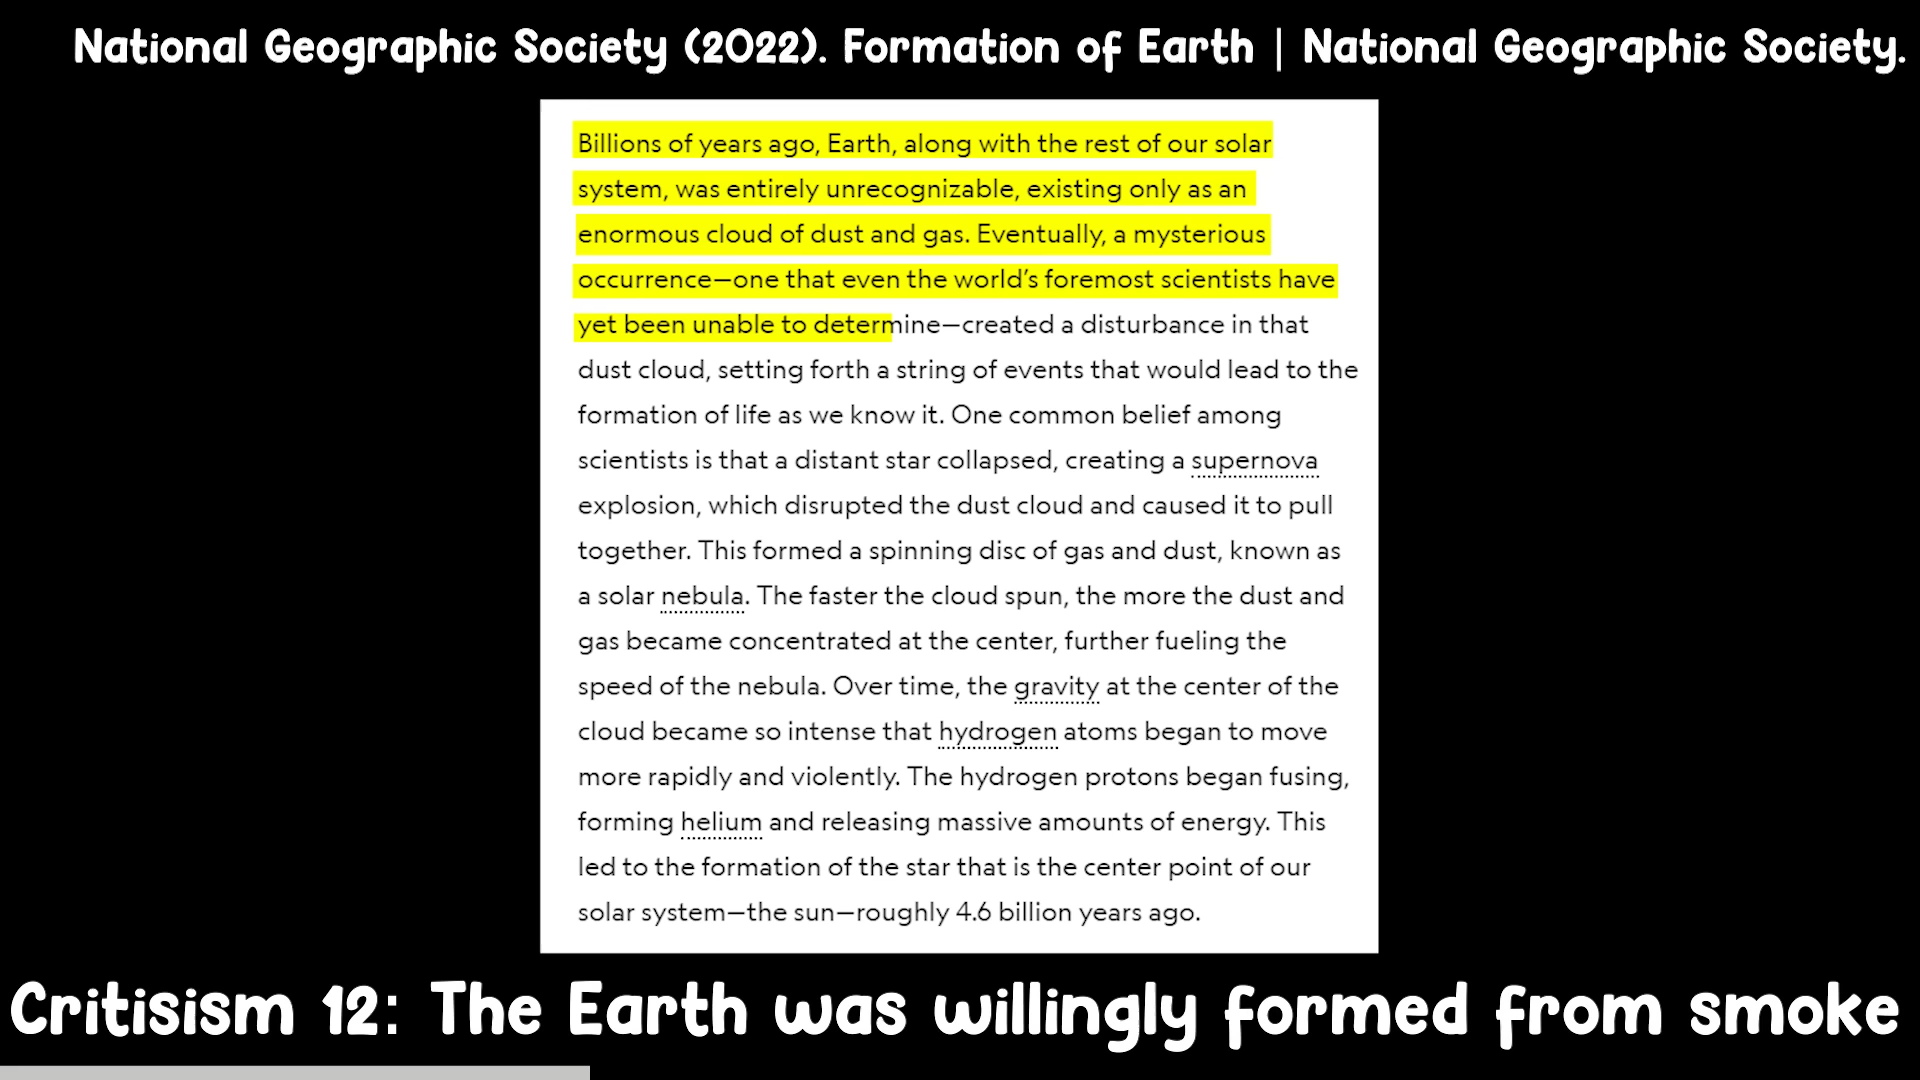 National Geographic Society (2022). Formation of Earth | National Geographic Society.
Billions of years ago, Earth, along with the rest of our solar
system, was entirely unrecognizable, existing only as an
enormous cloud of dust and gas. Eventually, a mysterious
occurrence—one that even the world’s foremost scientists have
yet been unable to determine—created a disturbance in that
dust cloud, setting forth a string of events that would lead to the
formation of life as we know it. One common belief among
scientists is that a distant star collapsed, creating a supernova
explosion, which disrupted the dust cloud and caused it to pull
together. This formed a spinning disc of gas and dust, known as
a solar nebula. The faster the cloud spun, the more the dust and
gas became concentrated at the center, further fueling the
speed of the nebula. Over time, the gravity at the center of the
cloud became so intense that hydrogen atoms began to move
more rapidly and violently. The hydrogen protons began fusing,
forming helium and releasing massive amounts of energy. This
led to the formation of the star that is the center point of our
solar system—the sun—roughly 4.6 billion years ago.
Critisism 12: The Earth was willingly formed from smoke